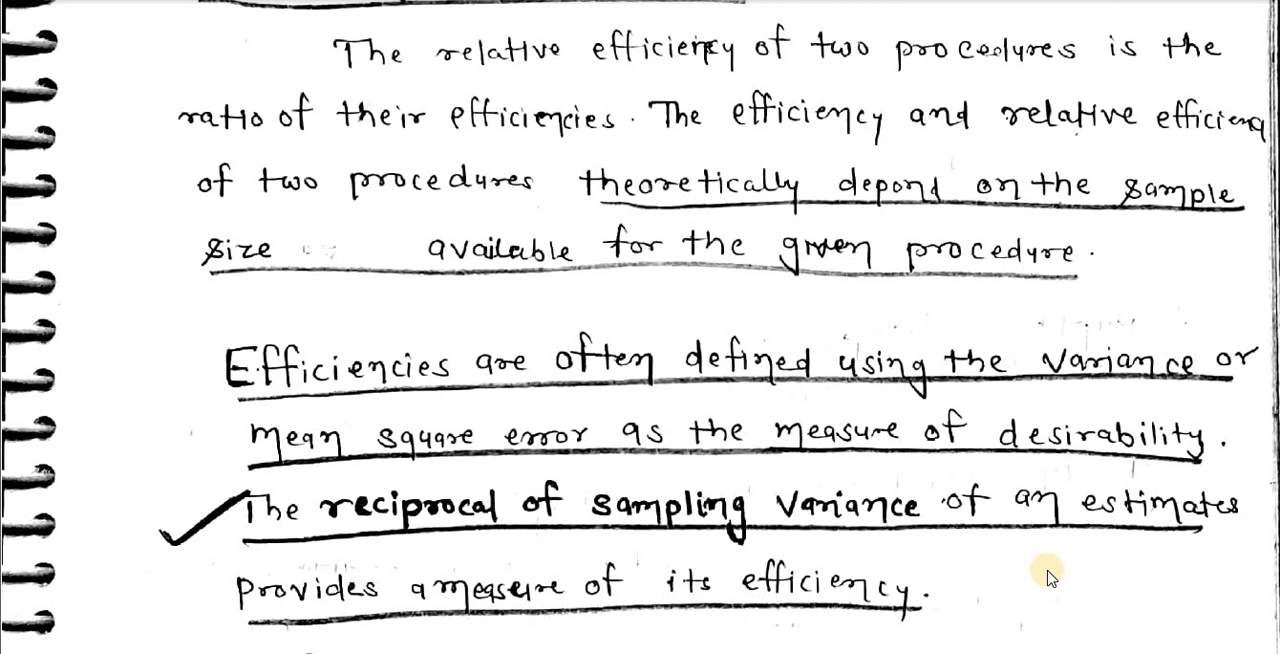 The relative efficiency of two procedures is the
ratio of their efficiencies. The efficiency and relative efficiency
of two procedures theoretically depend on the sample
size available for the given procedure.
Efficiencies are often defined using the variance or
mean square error as the measure of desirability.
The reciprocal of sampling variance of an estimates
provides a measure of its efficiency.